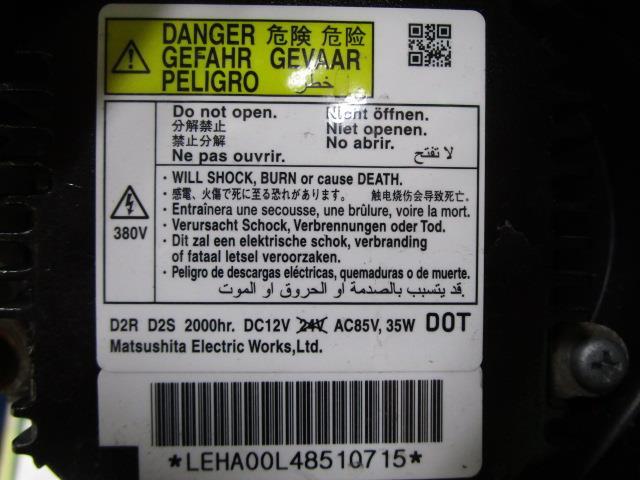 DANGER 危険 危险
GEFAHR GEVAAR
PELIGRO خطر
Do not open. Nicht öffnen.
分解禁止 Niet openen.
禁止分解 No abrir.
Ne pas ouvrir. لا تفتح
380V
· WILL SHOCK, BURN or cause DEATH.
· 感電、火傷で死に至る恐れがあります。 触电烧伤会导致死亡。
· Entraînera une secousse, une brûlure, voire la mort.
· Verursacht Schock, Verbrennungen oder Tod.
· Dit zal een elektrische schok, verbranding
of fataal letsel veroorzaken.
· Peligro de descargas eléctricas, quemaduras o de muerte.
قد يتسبب بالصدمة او الحروق او الموت.
D2R D2S 2000hr. DC12V 24V AC85V, 35W DOT
Matsushita Electric Works,Ltd.
*LEHA00L48510715*